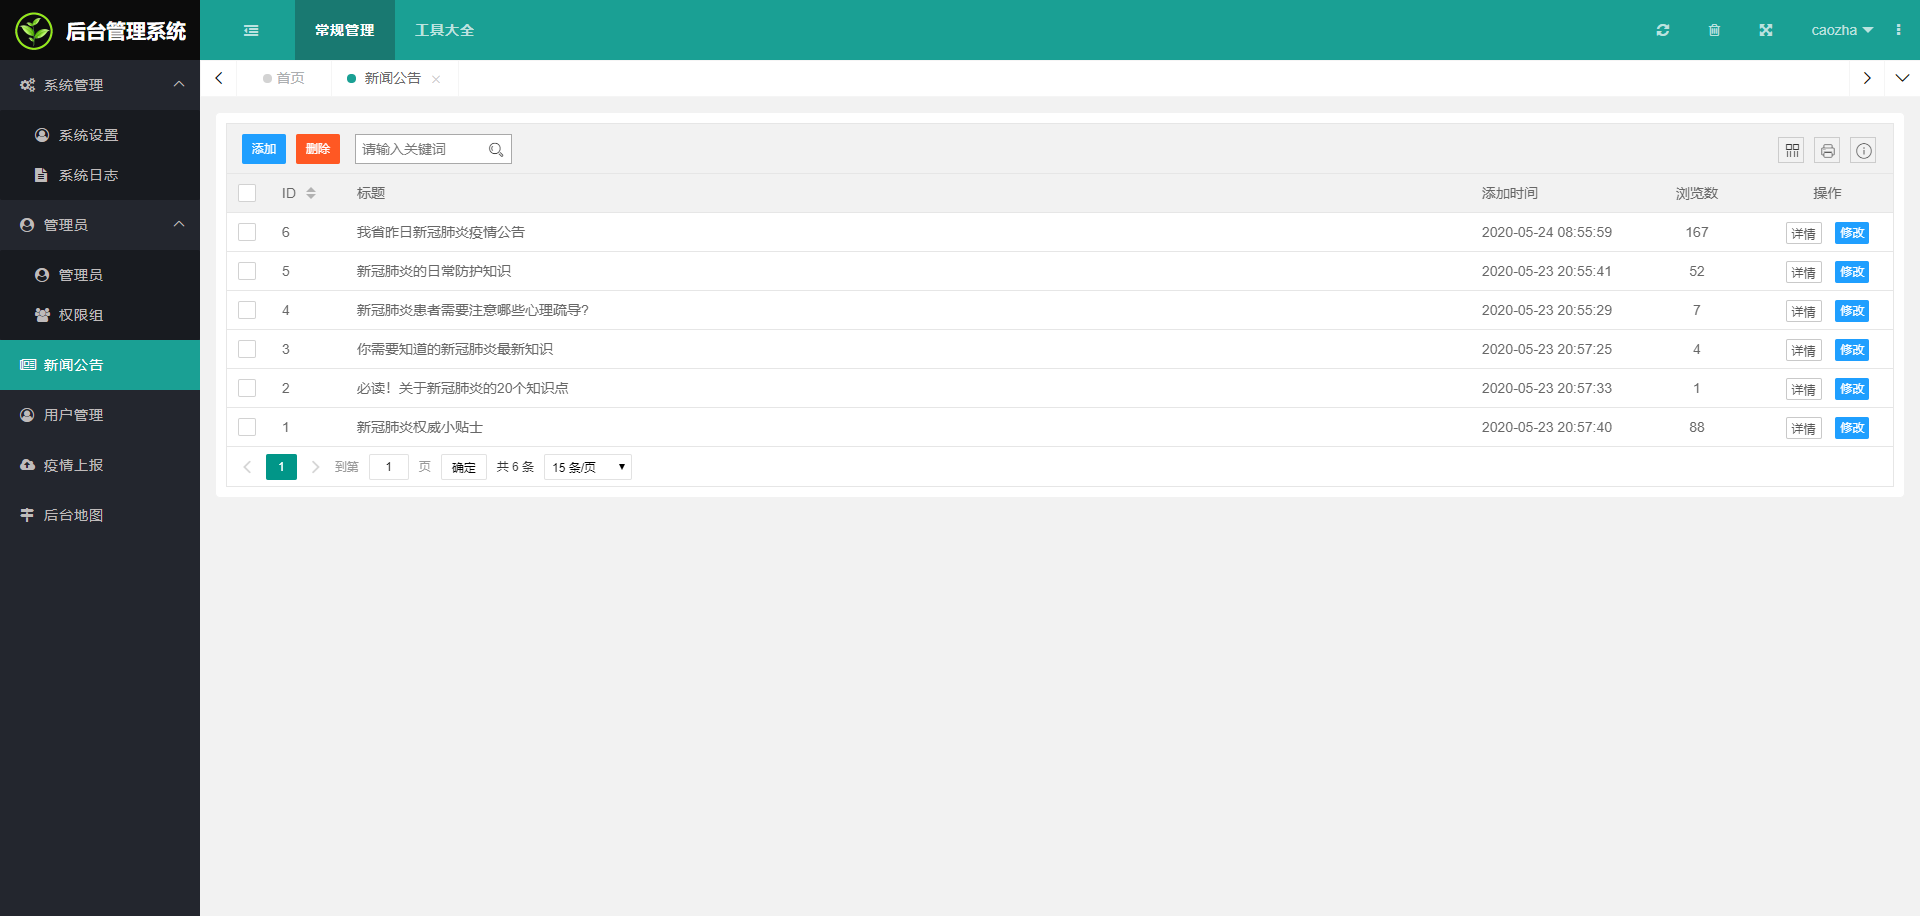 后台管理系统
常规管理 工具大全 caozha
系统管理
系统设置
系统日志
管理员
管理员
权限组
新闻公告
用户管理
疫情上报
后台地图
首页 新闻公告
添加 删除 请输入关键词
ID 标题 添加时间 浏览数 操作
6 我省昨日新冠肺炎疫情公告 2020-05-24 08:55:59 167 详情 修改
5 新冠肺炎的日常防护知识 2020-05-23 20:55:41 52 详情 修改
4 新冠肺炎患者需要注意哪些心理疏导? 2020-05-23 20:55:29 7 详情 修改
3 你需要知道的新冠肺炎最新知识 2020-05-23 20:57:25 4 详情 修改
2 必读！关于新冠肺炎的20个知识点 2020-05-23 20:57:33 1 详情 修改
1 新冠肺炎权威小贴士 2020-05-23 20:57:40 88 详情 修改
1 到第 1 页 确定 共 6 条 15 条/页